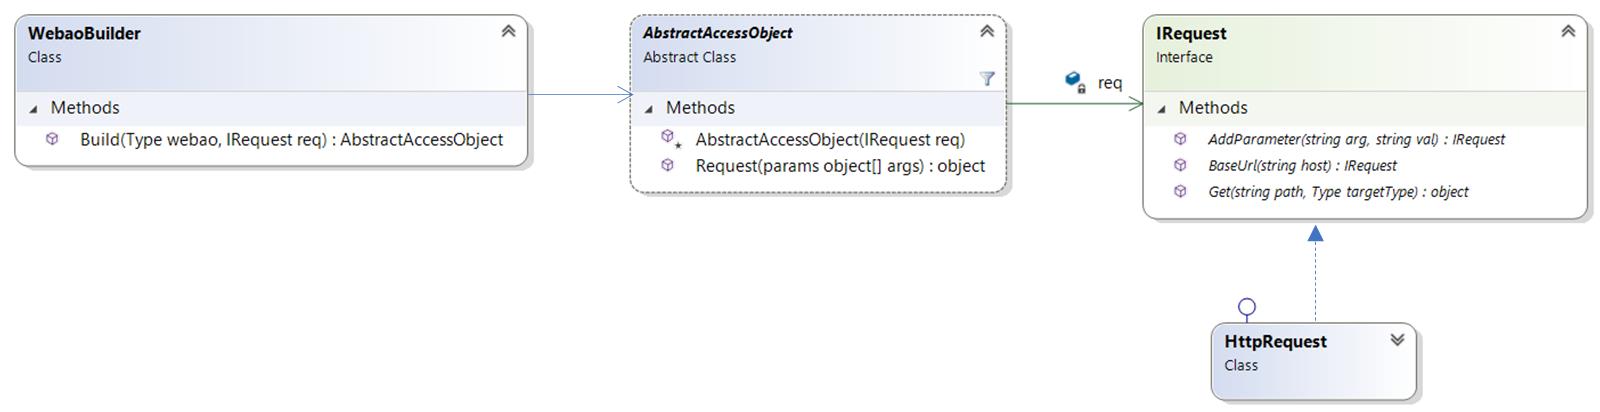 WebaoBuilder
Class
Methods
Build(Type webao, IRequest req) : AbstractAccessObject
AbstractAccessObject
Abstract Class
Methods
AbstractAccessObject(IRequest req)
Request(params object[] args) : object
req
IRequest
Interface
Methods
AddParameter(string arg, string val) : IRequest
BaseUrl(string host) : IRequest
Get(string path, Type targetType) : object
HttpRequest
Class